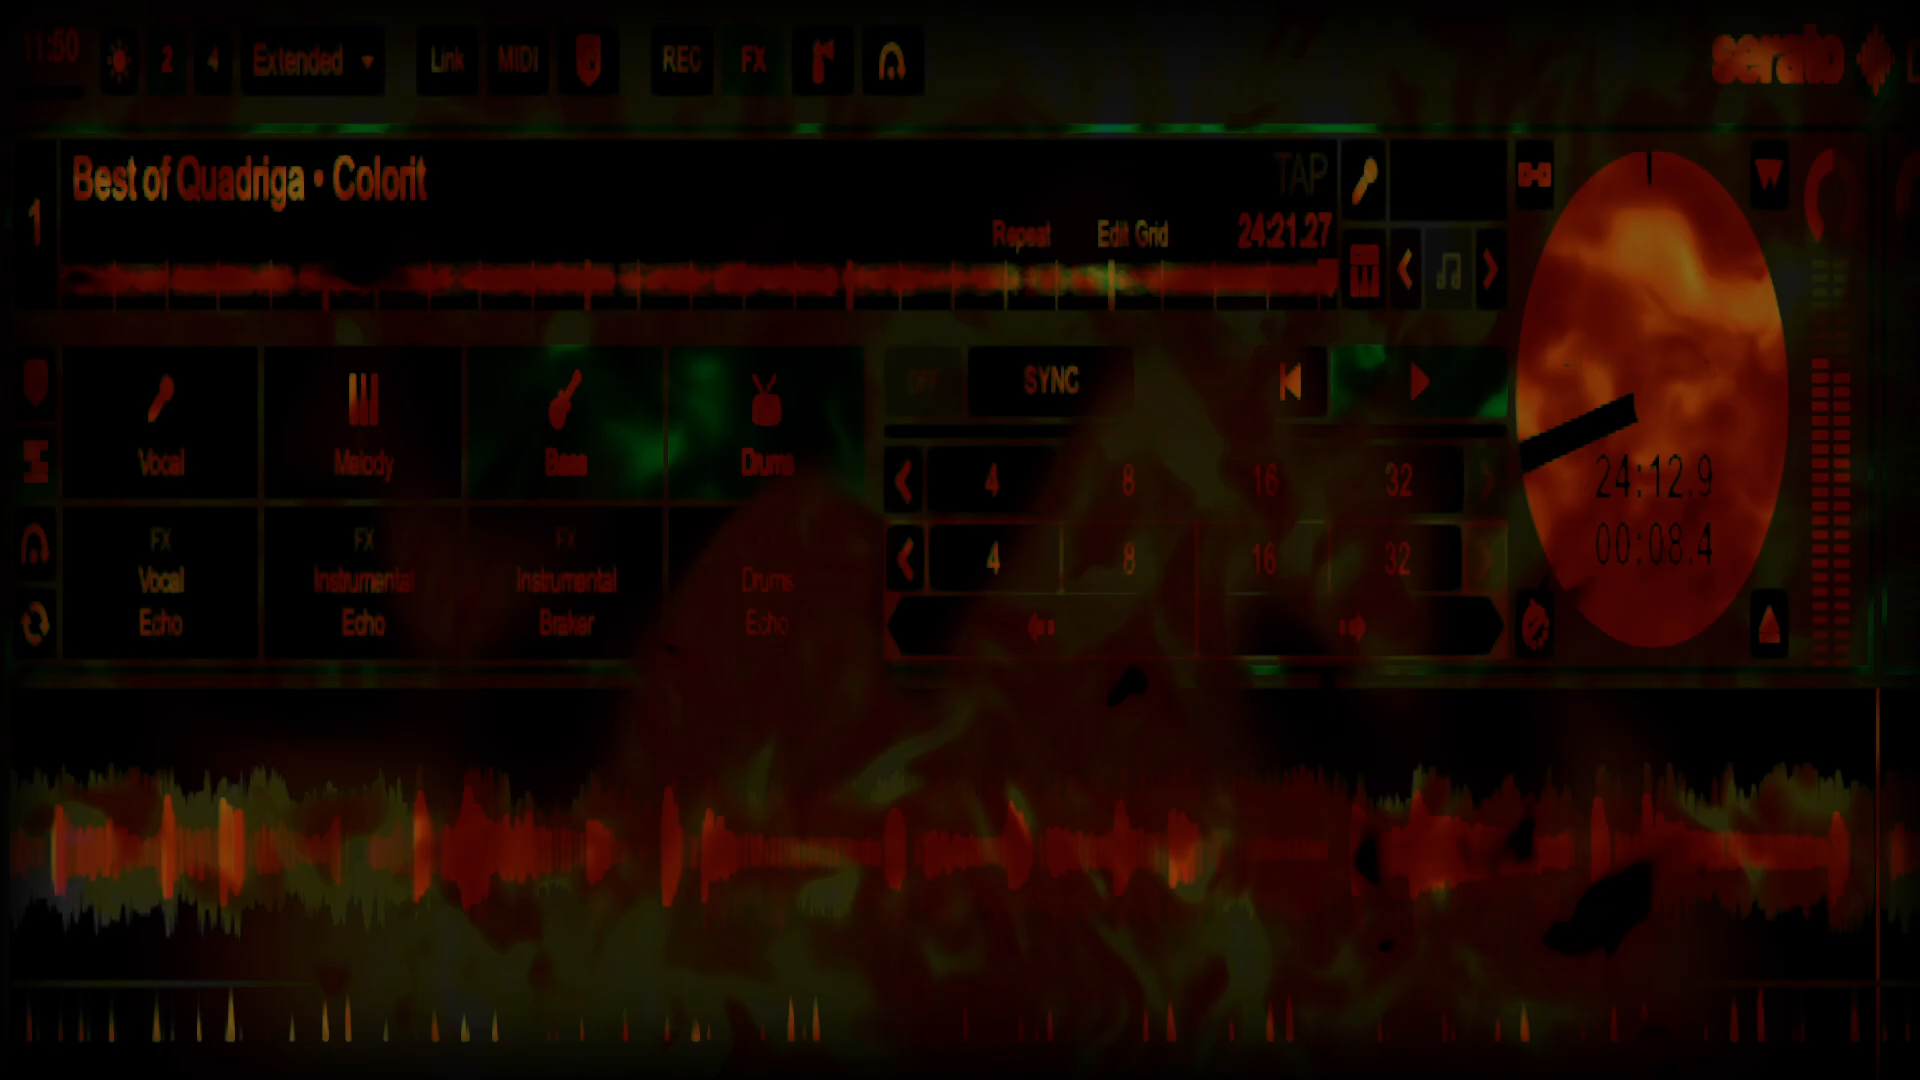 11:50 2 4 Extended Link MIDI REC FX serato
1 Best of Quadriga • Colorit TAP
Repeat Edit Grid 24:21.27
Vocal Melody Bass Drums OFF SYNC
4 8 16 32
24:12.9
FX FX FX
Vocal Instrumental Instrumental Drums 4 8 16 32 00:08.4
Echo Echo Braker Echo